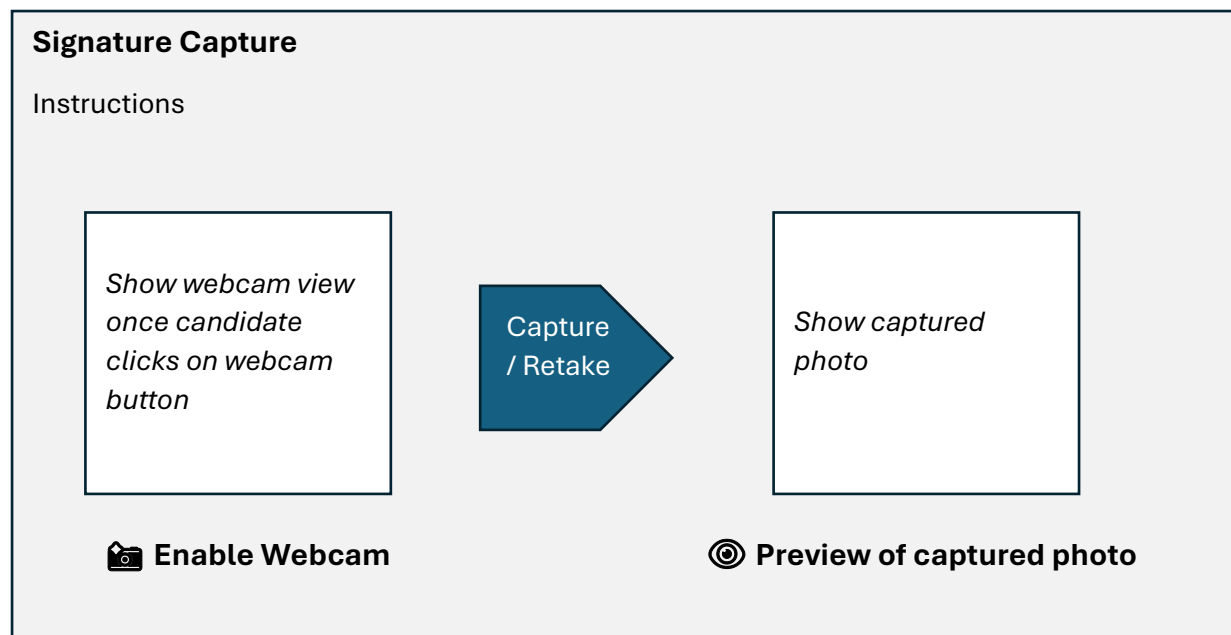 Signature Capture
Instructions
Show webcam view
once candidate
clicks on webcam
button
Capture
/ Retake
Show captured
photo
Enable Webcam
Preview of captured photo